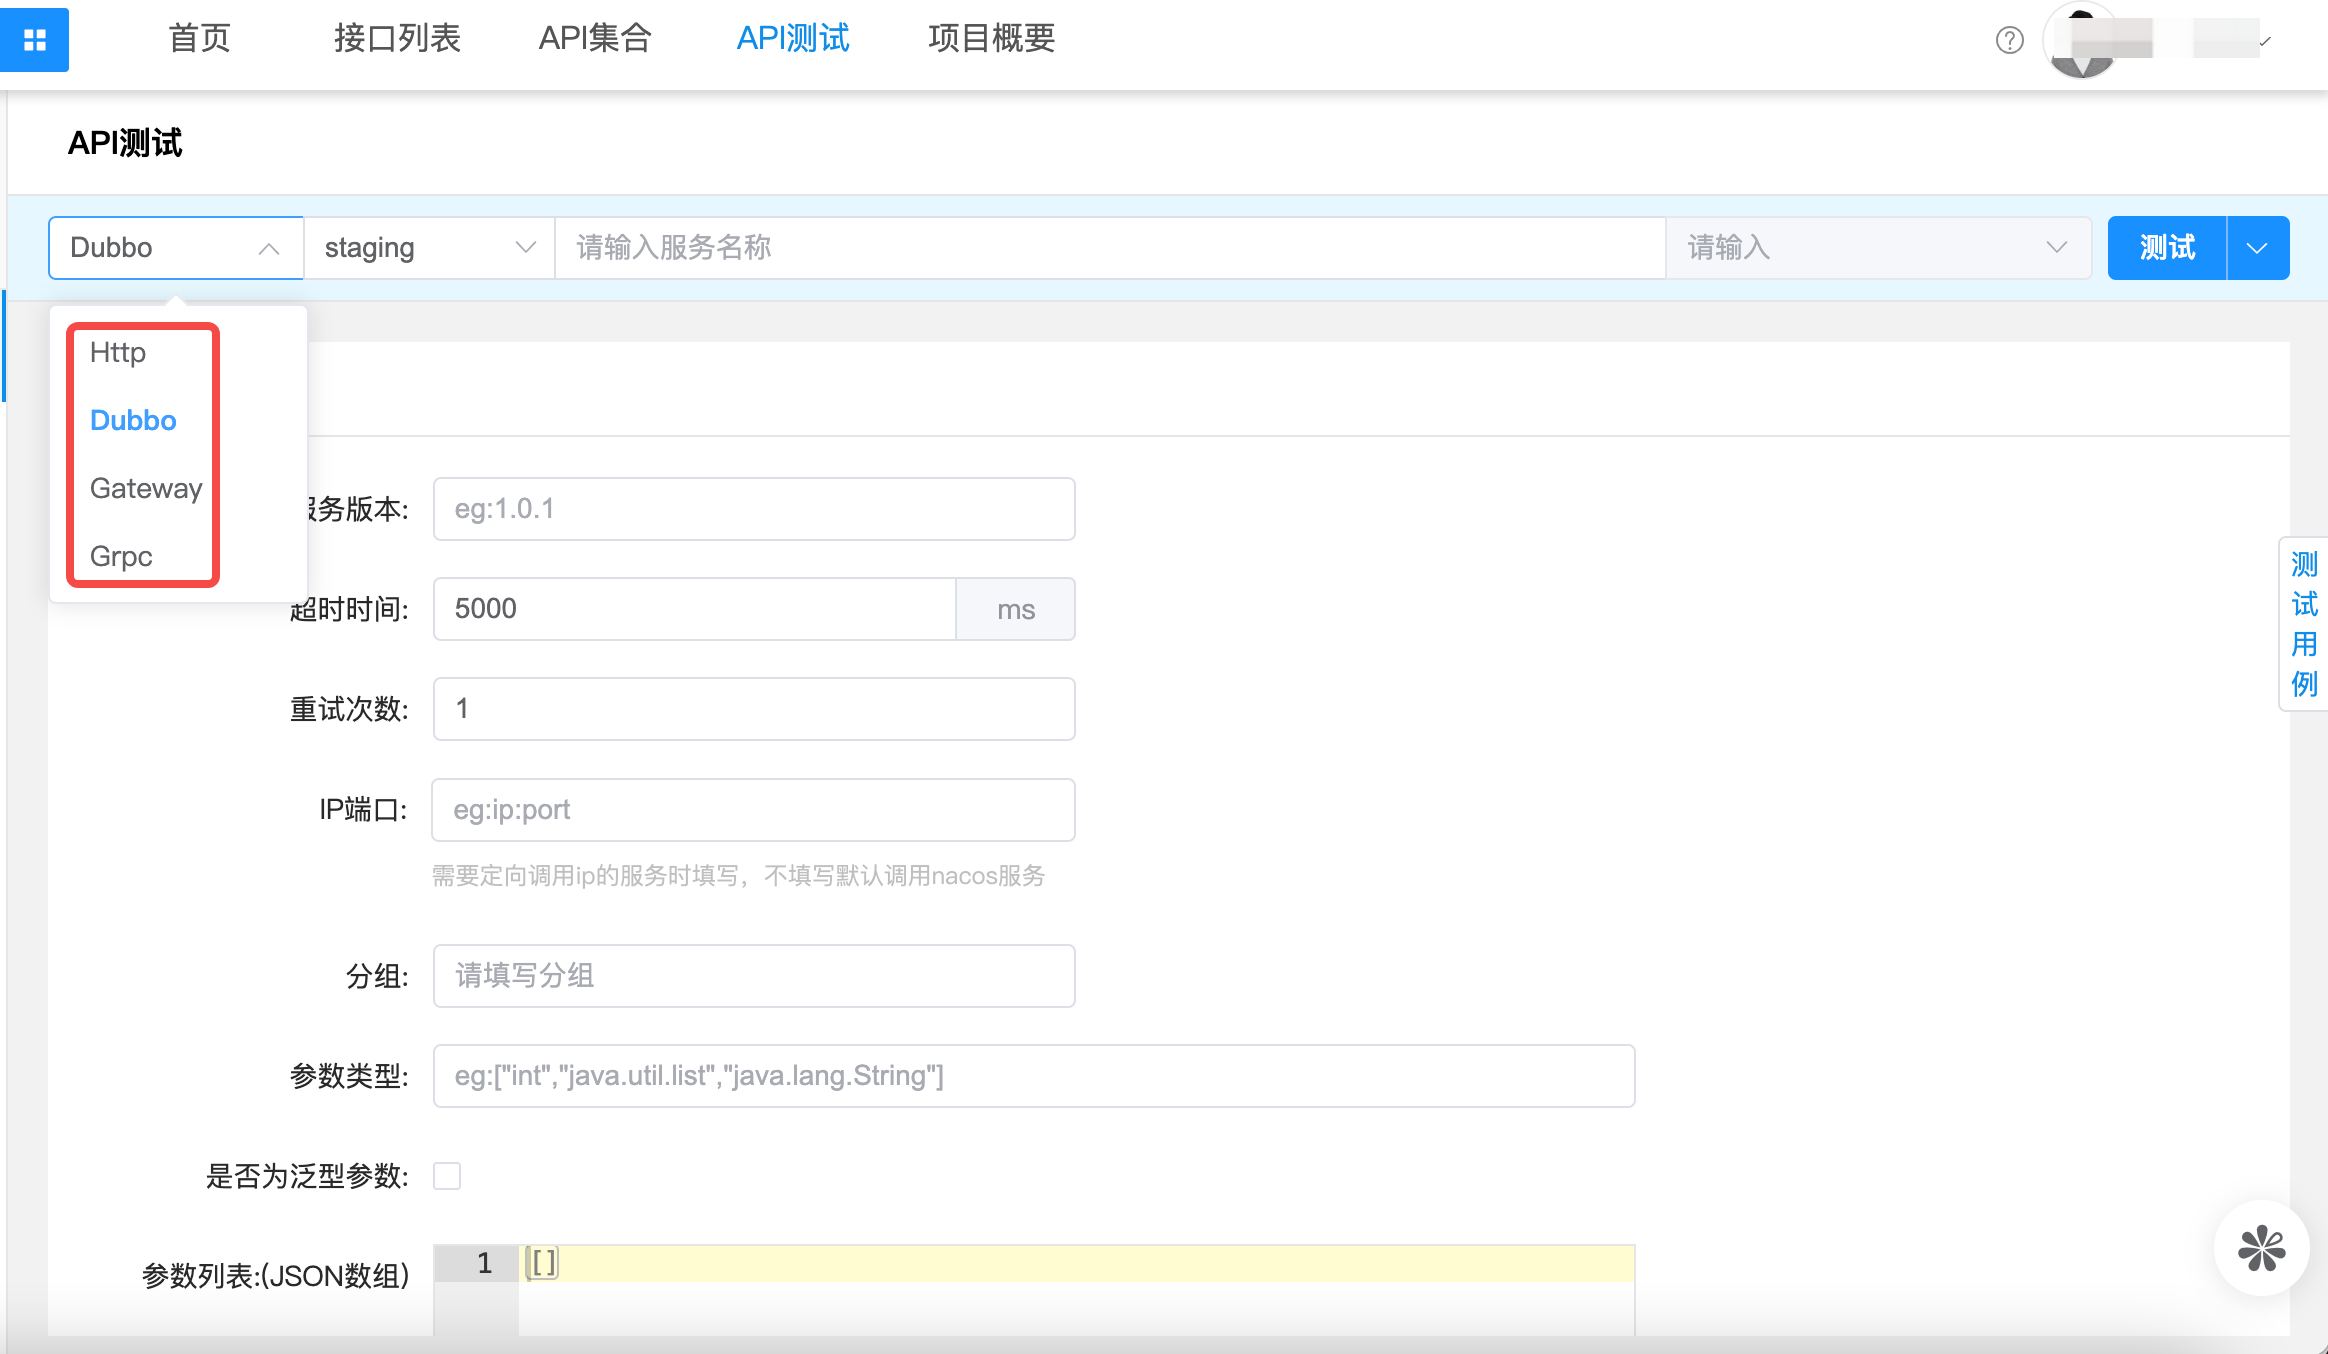 首页 接口列表 API集合 API测试 项目概要
API测试
Dubbo staging 请输入服务名称 请输入 测试
Http
Dubbo
Gateway
Grpc
服务版本: eg:1.0.1
超时时间: 5000 ms
重试次数: 1
IP端口: eg:ip:port
需要定向调用ip的服务时填写，不填写默认调用nacos服务
分组: 请填写分组
参数类型: eg:["int","java.util.list","java.lang.String"]
是否为泛型参数:
参数列表:(JSON数组) 1 []
测试用例